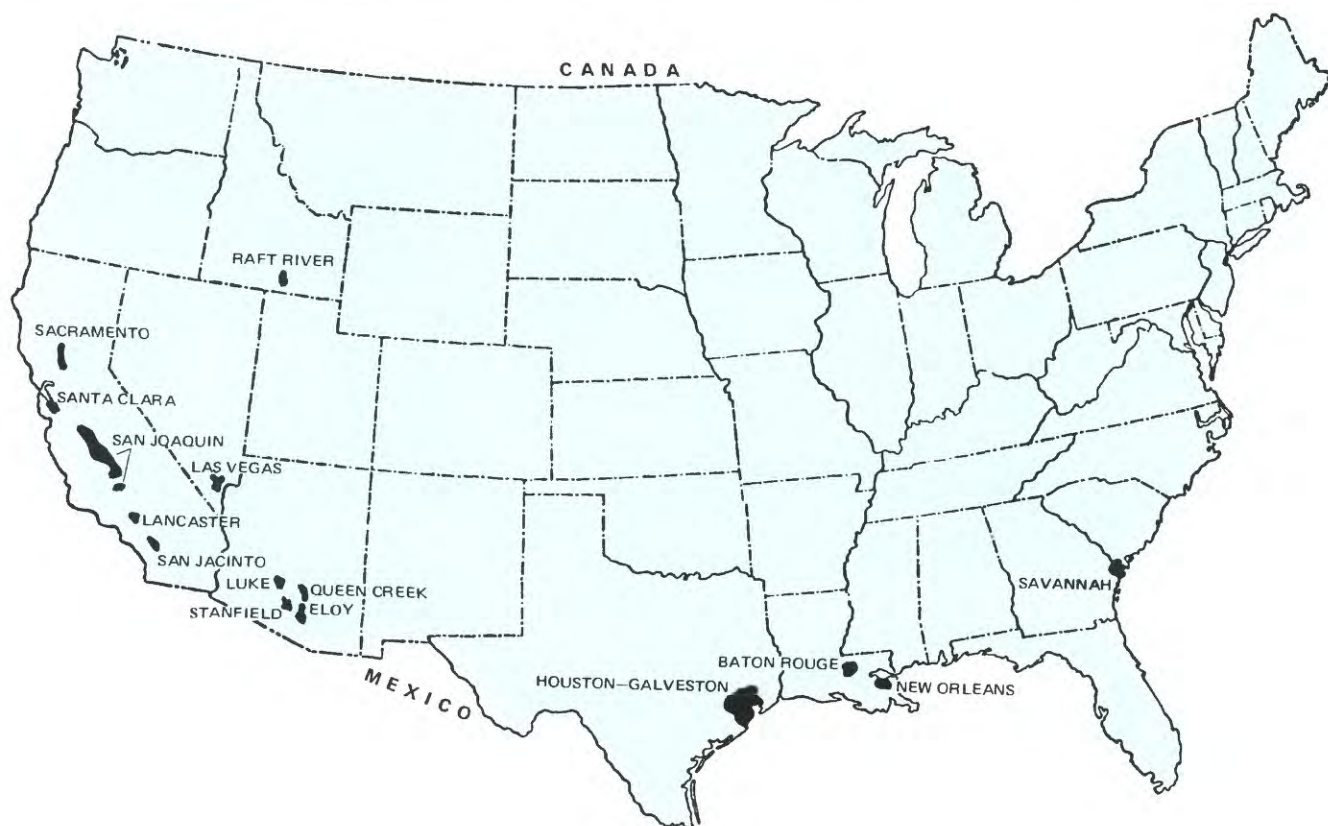 CANADA
RAFT RIVER
SACRAMENTO
SANTA CLARA
SAN JOAQUIN
LAS VEGAS
LANCASTER
SAN JACINTO
LUKE
QUEEN CREEK
STANFIELD
ELOY
SAVANNAH
BATON ROUGE
HOUSTON–GALVESTON
NEW ORLEANS
MEXICO